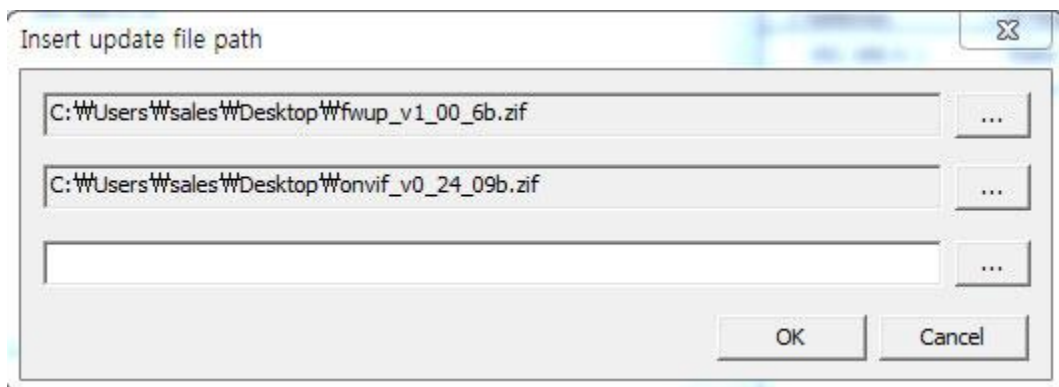 Insert update file path
C:₩Users₩sales₩Desktop₩fwup_v1_00_6b.zif
...
C:₩Users₩sales₩Desktop₩onvif_v0_24_09b.zif
...
...
OK Cancel